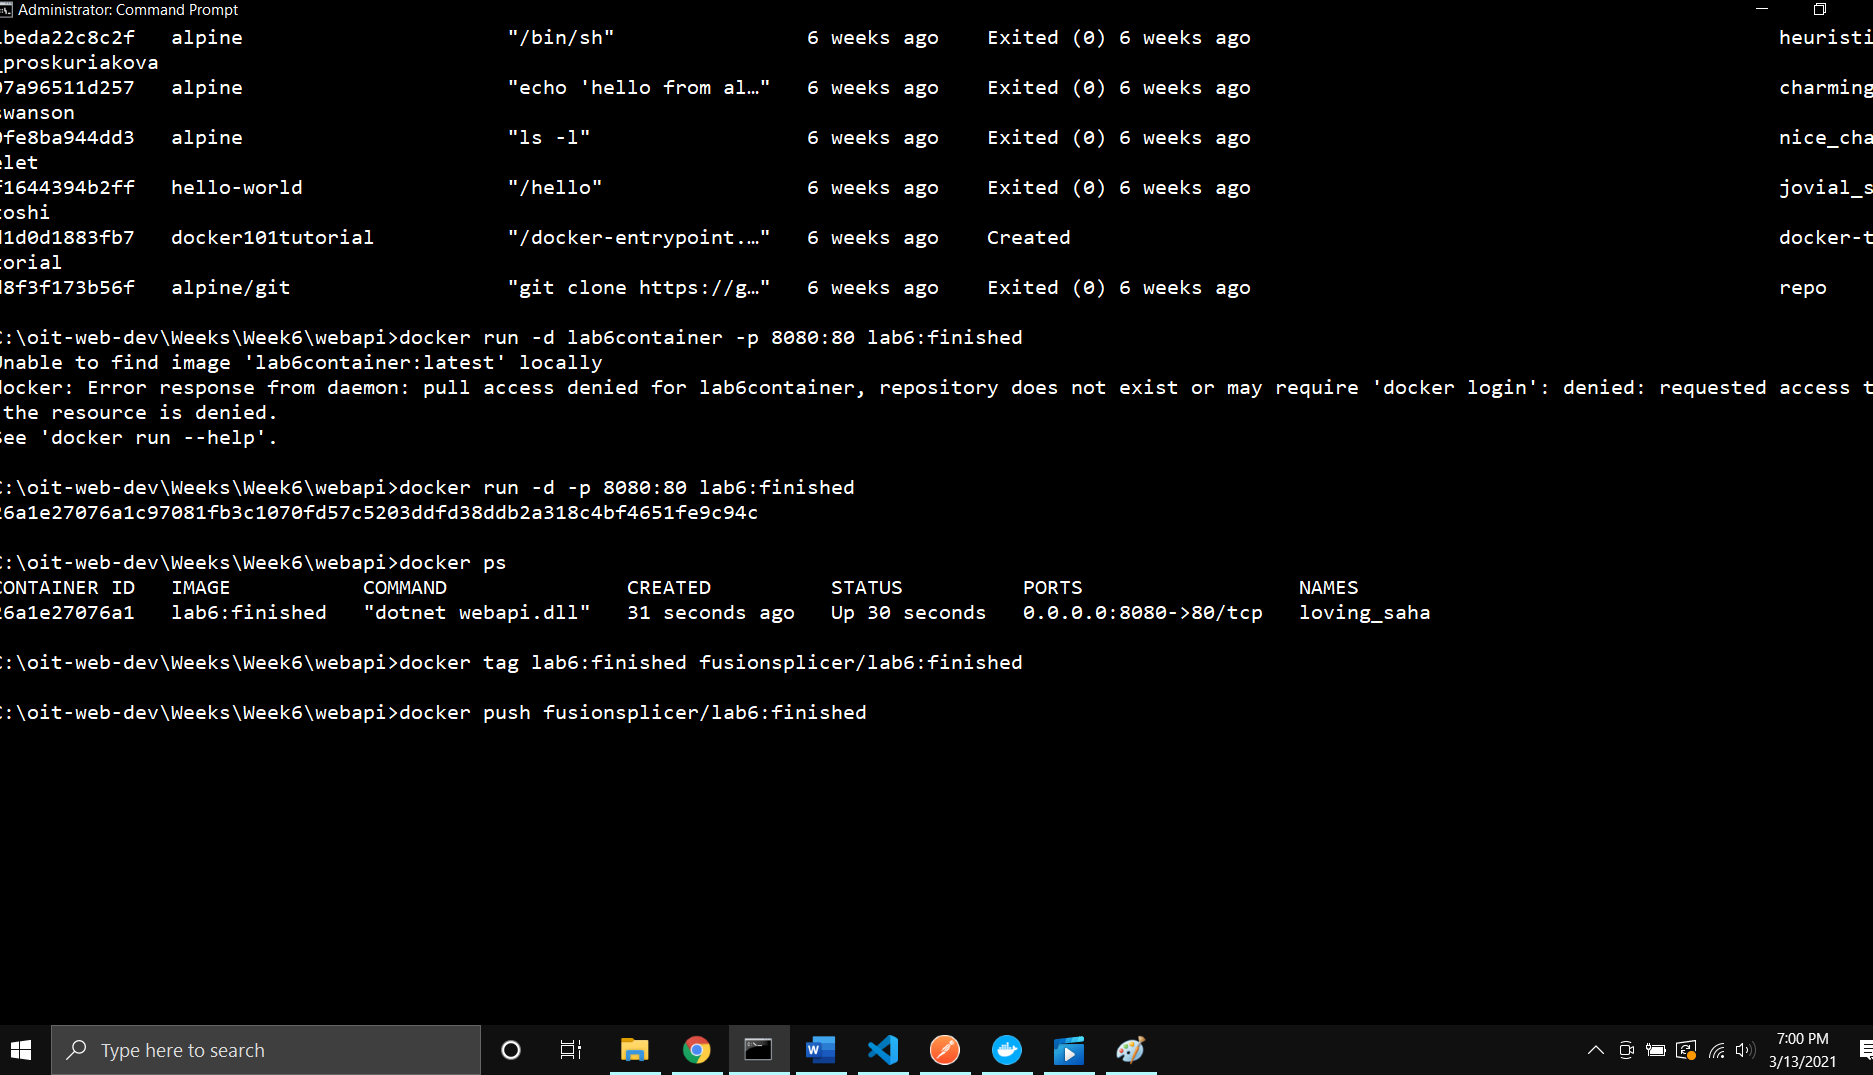 Administrator: Command Prompt
beda22c8c2f   alpine                      "/bin/sh"                6 weeks ago    Exited (0) 6 weeks ago                                            heuristi
_proskuriakova
7a96511d257   alpine                      "echo 'hello from al…"   6 weeks ago    Exited (0) 6 weeks ago                                            charming
swanson
fe8ba944dd3   alpine                      "ls -l"                  6 weeks ago    Exited (0) 6 weeks ago                                            nice_cha
elet
f1644394b2ff   hello-world                 "/hello"                 6 weeks ago    Exited (0) 6 weeks ago                                            jovial_s
toshi
d1d0d1883fb7   docker101tutorial           "/docker-entrypoint.…"   6 weeks ago    Created                                                           docker-t
torial
d8f3f173b56f   alpine/git                  "git clone https://g…"   6 weeks ago    Exited (0) 6 weeks ago                                            repo
C:\oit-web-dev\Weeks\Week6\webapi>docker run -d lab6container -p 8080:80 lab6:finished
Unable to find image 'lab6container:latest' locally
docker: Error response from daemon: pull access denied for lab6container, repository does not exist or may require 'docker login': denied: requested access t
the resource is denied.
See 'docker run --help'.
C:\oit-web-dev\Weeks\Week6\webapi>docker run -d -p 8080:80 lab6:finished
26a1e27076a1c97081fb3c1070fd57c5203ddfd38ddb2a318c4bf4651fe9c94c
C:\oit-web-dev\Weeks\Week6\webapi>docker ps
CONTAINER ID   IMAGE           COMMAND               CREATED          STATUS          PORTS                  NAMES
26a1e27076a1   lab6:finished   "dotnet webapi.dll"   31 seconds ago   Up 30 seconds   0.0.0.0:8080->80/tcp   loving_saha
C:\oit-web-dev\Weeks\Week6\webapi>docker tag lab6:finished fusionsplicer/lab6:finished
C:\oit-web-dev\Weeks\Week6\webapi>docker push fusionsplicer/lab6:finished
Type here to search
7:00 PM
3/13/2021